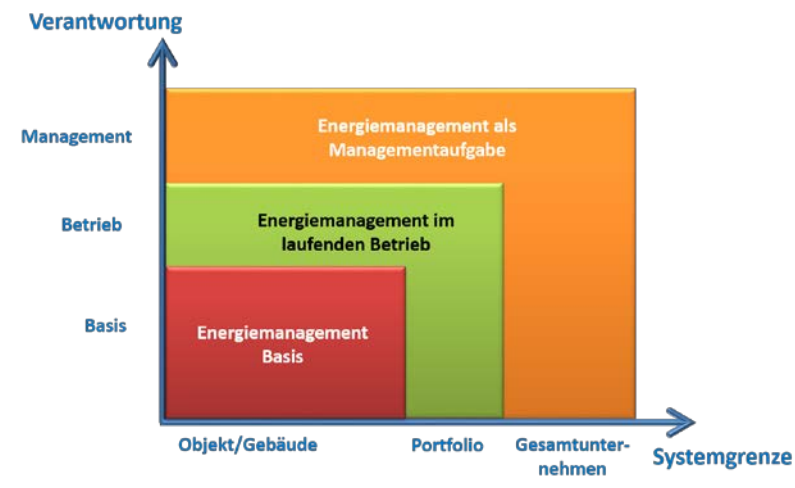 Verantwortung
Management
Energiemanagement als
Managementaufgabe
Betrieb
Energiemanagement im
laufenden Betrieb
Basis
Energiemanagement
Basis
Objekt/Gebäude
Portfolio
Gesamtunter-
nehmen
Systemgrenze